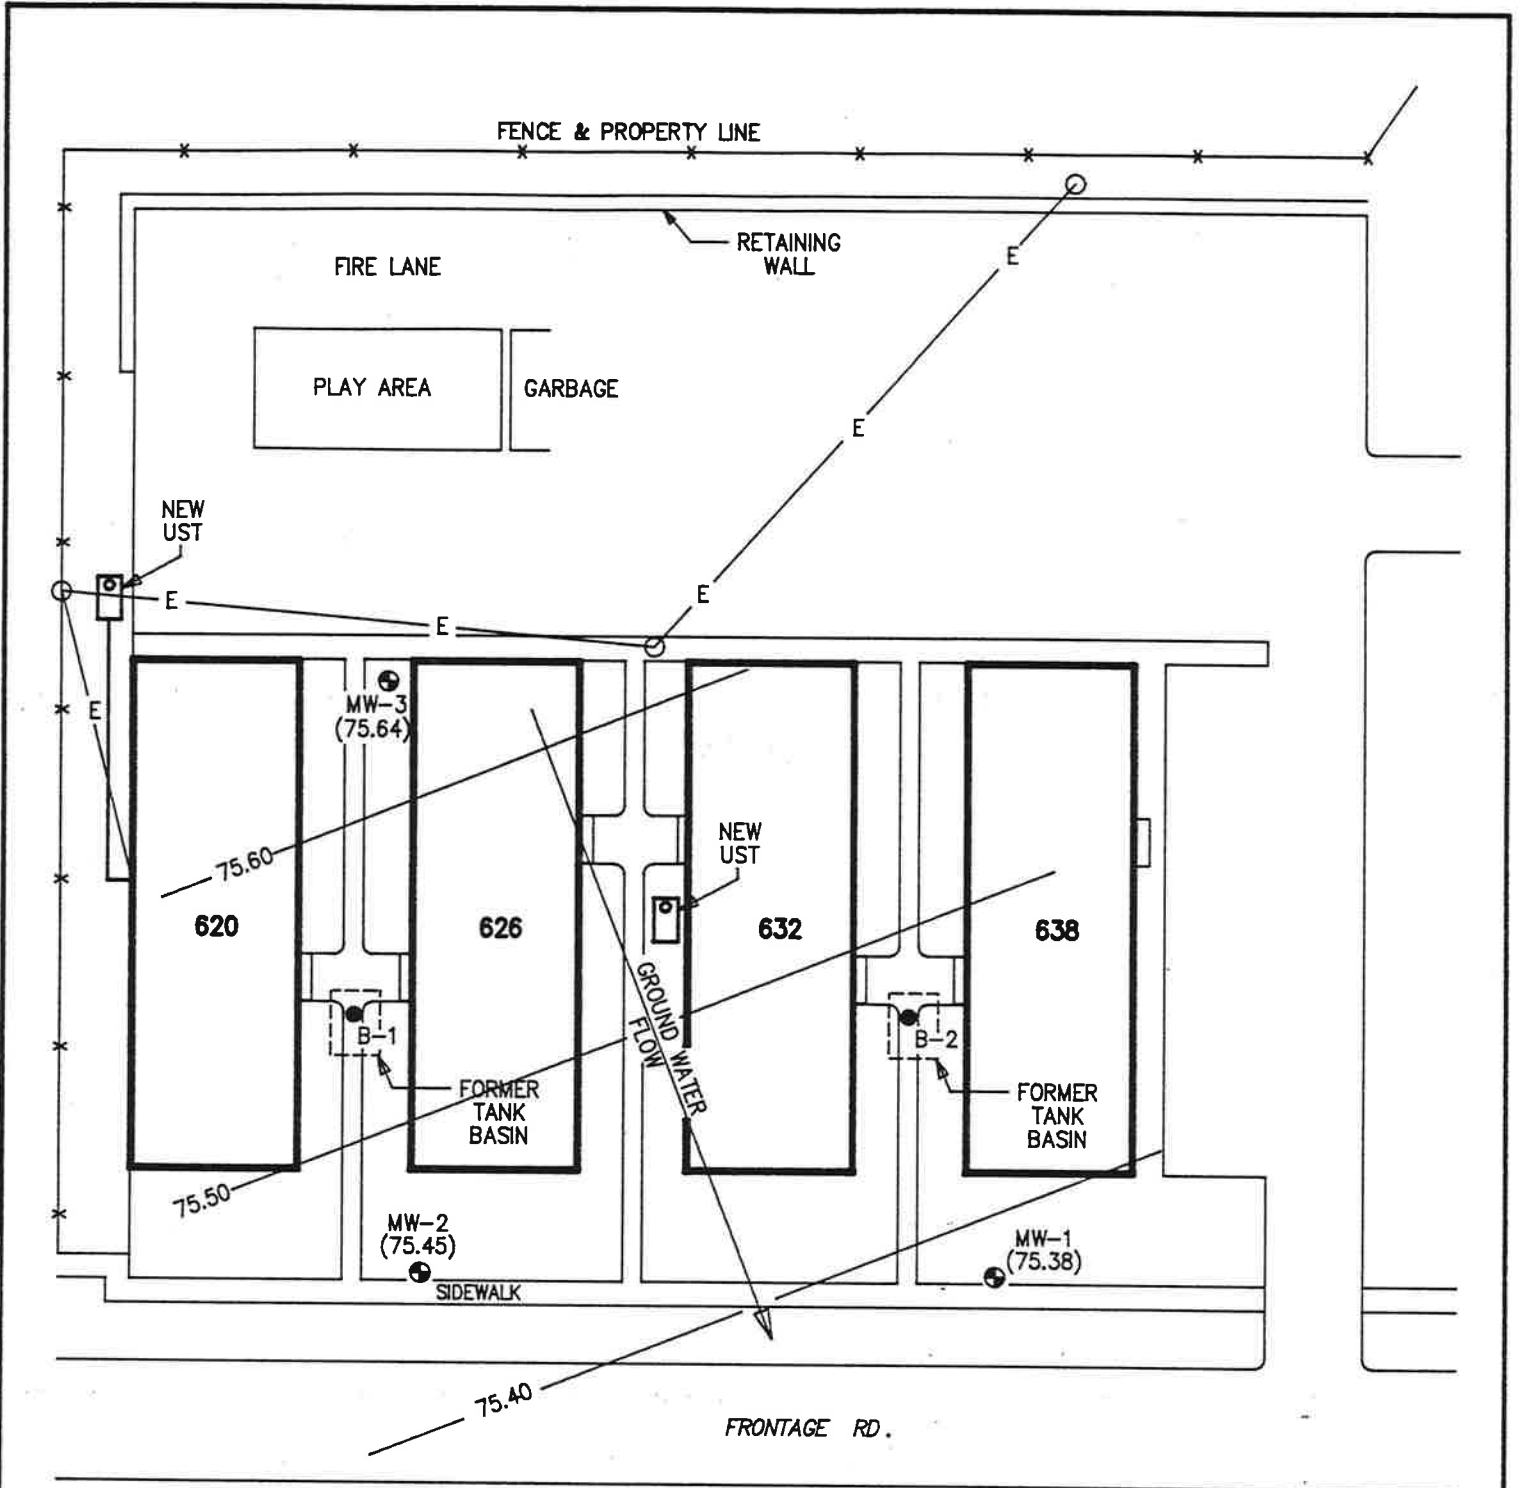 FENCE & PROPERTY LINE
RETAINING
WALL
E
FIRE LANE
PLAY AREA
GARBAGE
E
NEW
UST
E
E
E
E
MW-3
(75.64)
75.60
NEW
UST
620
626
632
638
GROUND WATER
FLOW
B-1
B-2
FORMER
TANK
BASIN
FORMER
TANK
BASIN
75.50
MW-2
(75.45)
MW-1
(75.38)
SIDEWALK
75.40
FRONTAGE RD.